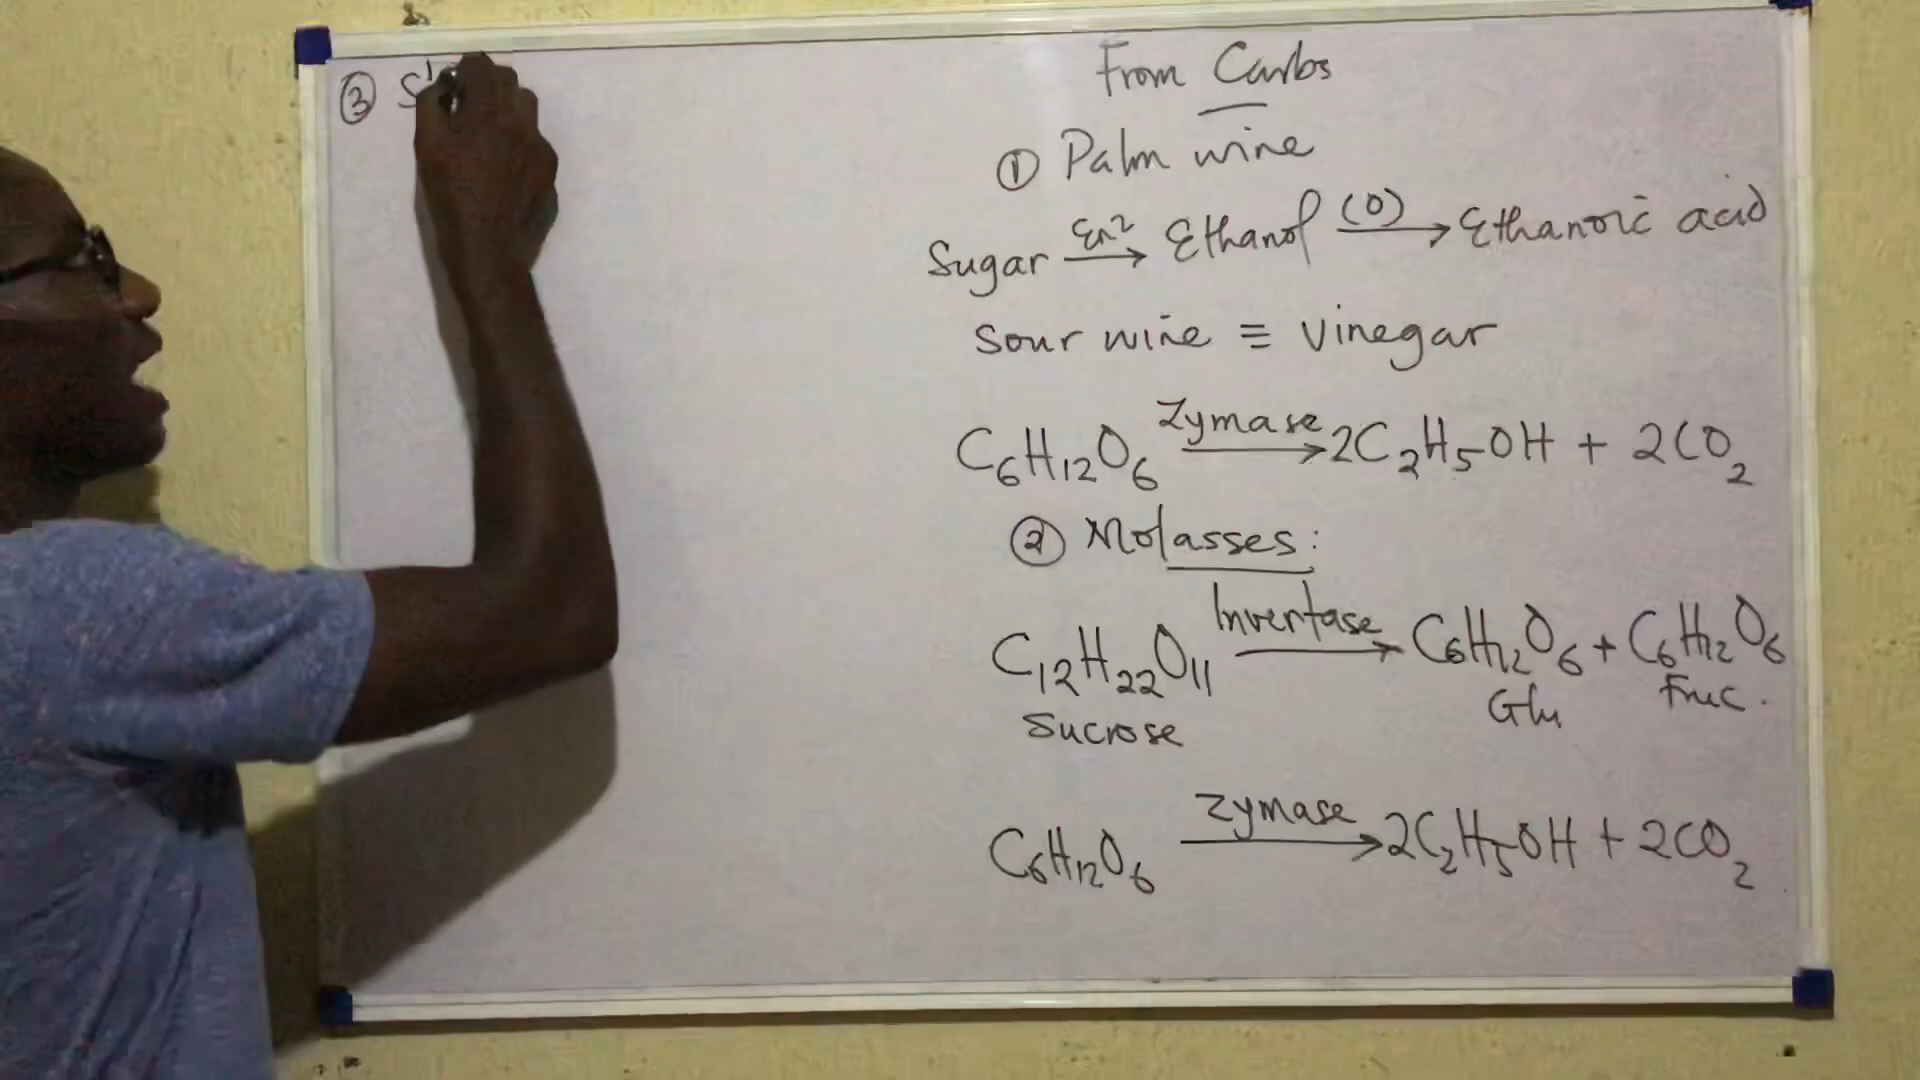 From Carbs
① Palm wine
Sugar Enz → Ethanol (O) → Ethanoic acid
Sour wine ≡ Vinegar
C₆H₁₂O₆ Zymase → 2C₂H₅OH + 2CO₂
② Molasses:
C₁₂H₂₂O₁₁ Invertase → C₆H₁₂O₆ + C₆H₁₂O₆
Sucrose Glu Fruc.
C₆H₁₂O₆ Zymase → 2C₂H₅OH + 2CO₂
③